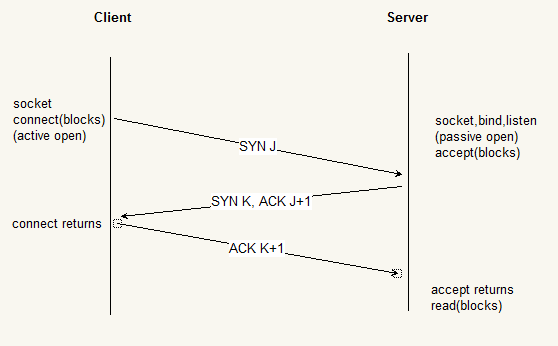 Client
Server
socket
connect(blocks)
(active open)
socket,bind,listen
(passive open)
accept(blocks)
SYN J
SYN K, ACK J+1
connect returns
ACK K+1
accept returns
read(blocks)